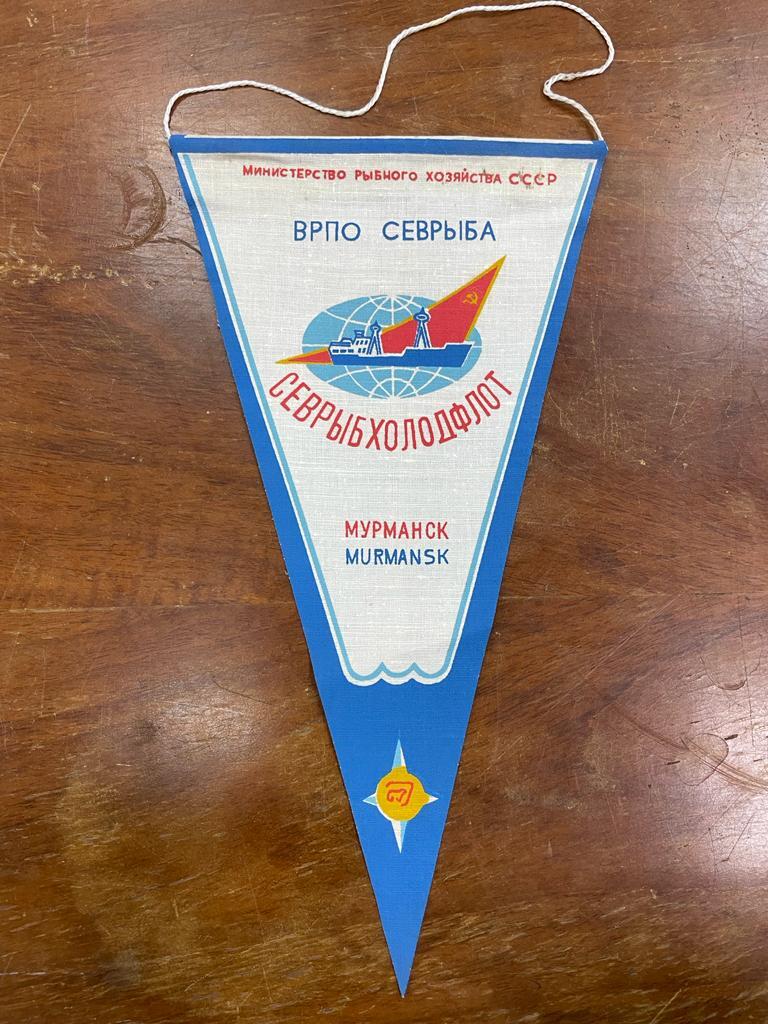 Министерство рыбного хозяйства СССР
ВРПО СЕВРЫБА
СЕВРЫБХОЛОДФЛОТ
МУРМАНСК
MURMANSK